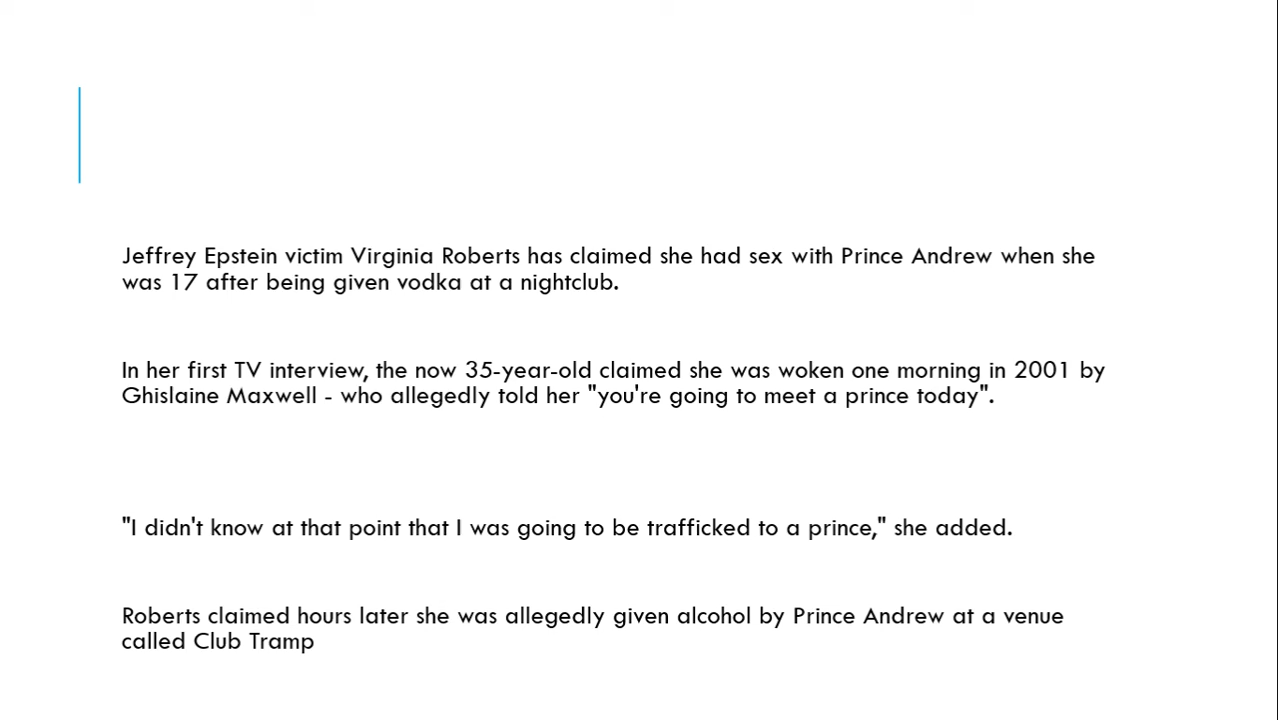 Jeffrey Epstein victim Virginia Roberts has claimed she had sex with Prince Andrew when she
was 17 after being given vodka at a nightclub.
In her first TV interview, the now 35-year-old claimed she was woken one morning in 2001 by
Ghislaine Maxwell - who allegedly told her "you're going to meet a prince today".
"I didn't know at that point that I was going to be trafficked to a prince," she added.
Roberts claimed hours later she was allegedly given alcohol by Prince Andrew at a venue
called Club Tramp